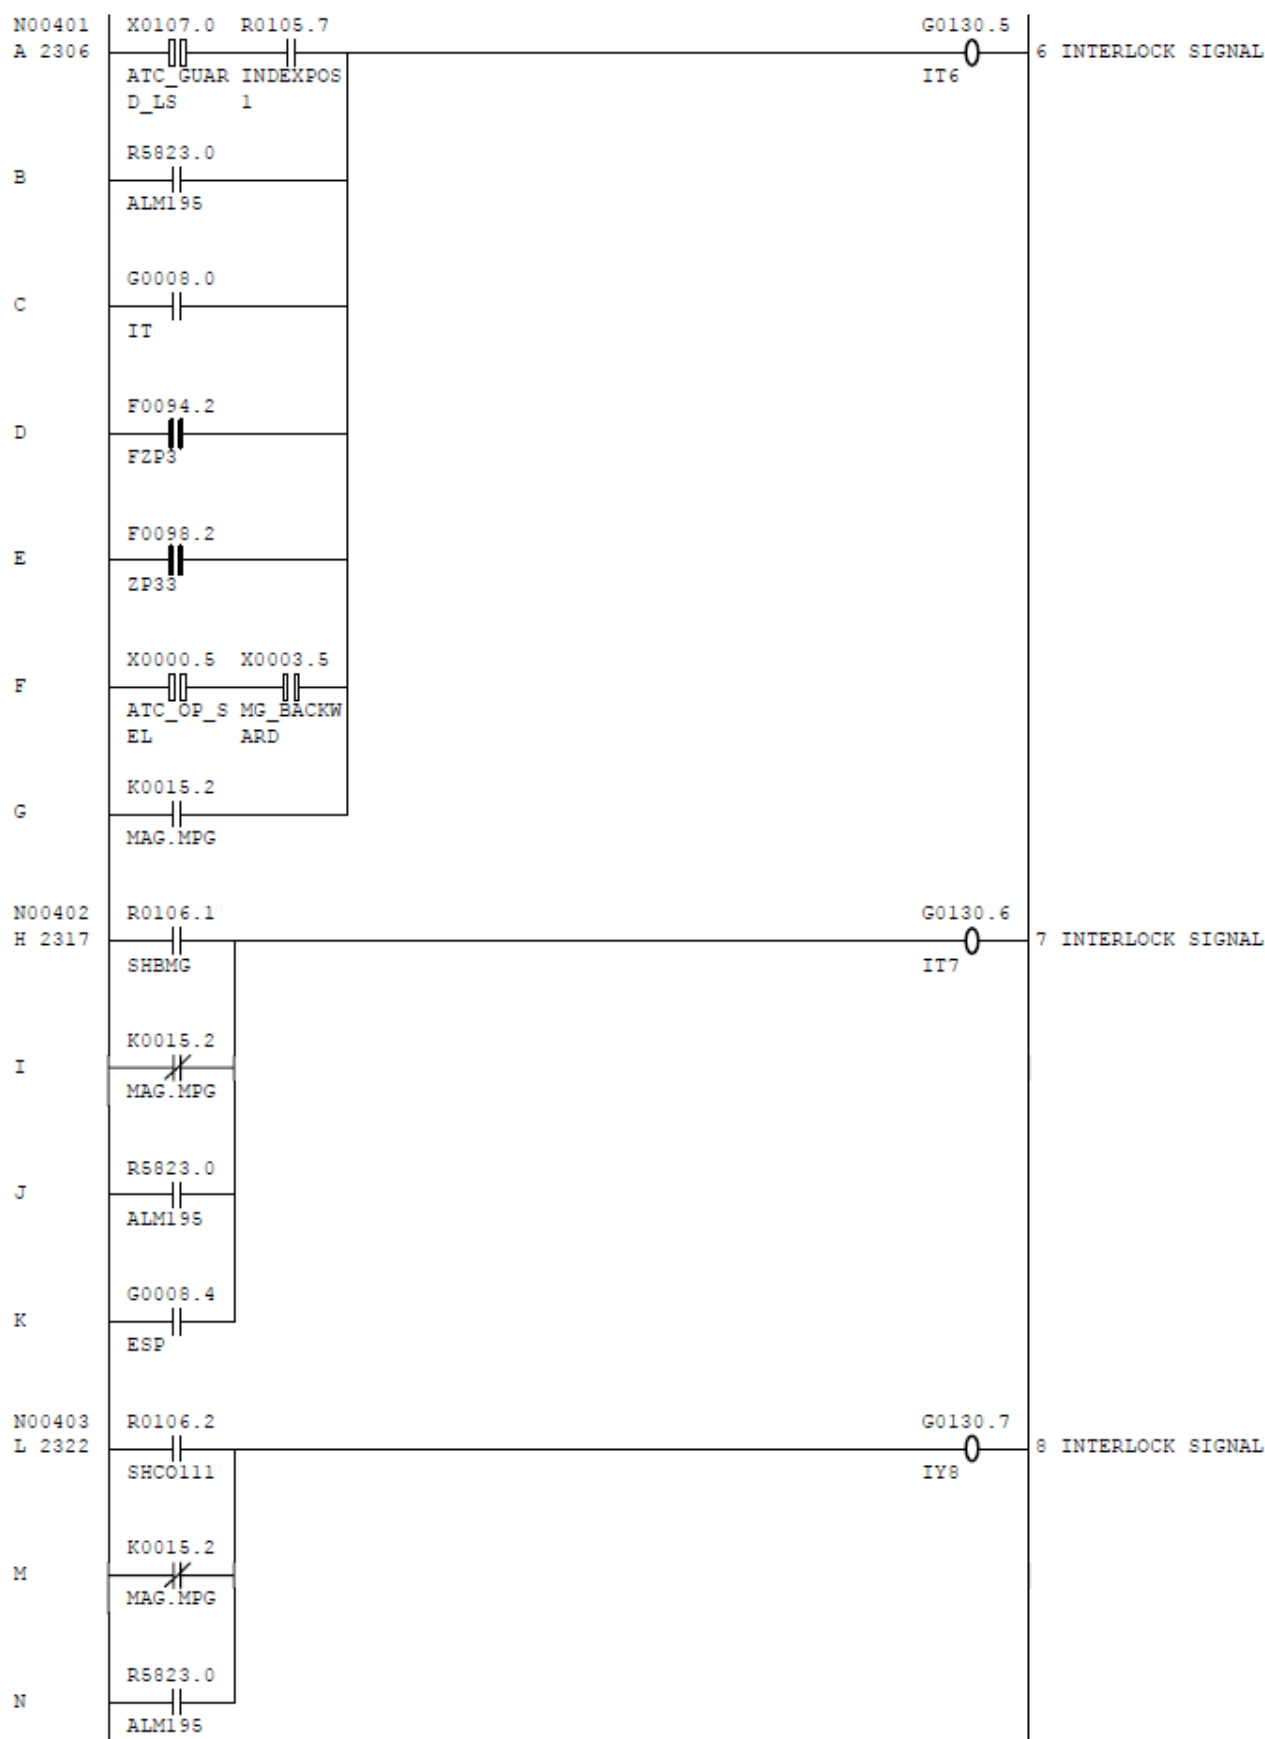 N00401 X0107.0 R0105.7 G0130.5
A 2306 6 INTERLOCK SIGNAL
ATC_GUAR INDEXPOS IT6
D_LS 1
R5823.0
B
ALM195
G0008.0
C
IT
F0094.2
D
FZP3
F0098.2
E
ZP33
X0000.5 X0003.5
F
ATC_OP_S MG_BACKW
EL ARD
K0015.2
G
MAG.MPG
N00402 R0106.1 G0130.6
H 2317 7 INTERLOCK SIGNAL
SHBMG IT7
K0015.2
I
MAG.MPG
R5823.0
J
ALM195
G0008.4
K
ESP
N00403 R0106.2 G0130.7
L 2322 8 INTERLOCK SIGNAL
SHCO111 IY8
K0015.2
M
MAG.MPG
R5823.0
N
ALM195